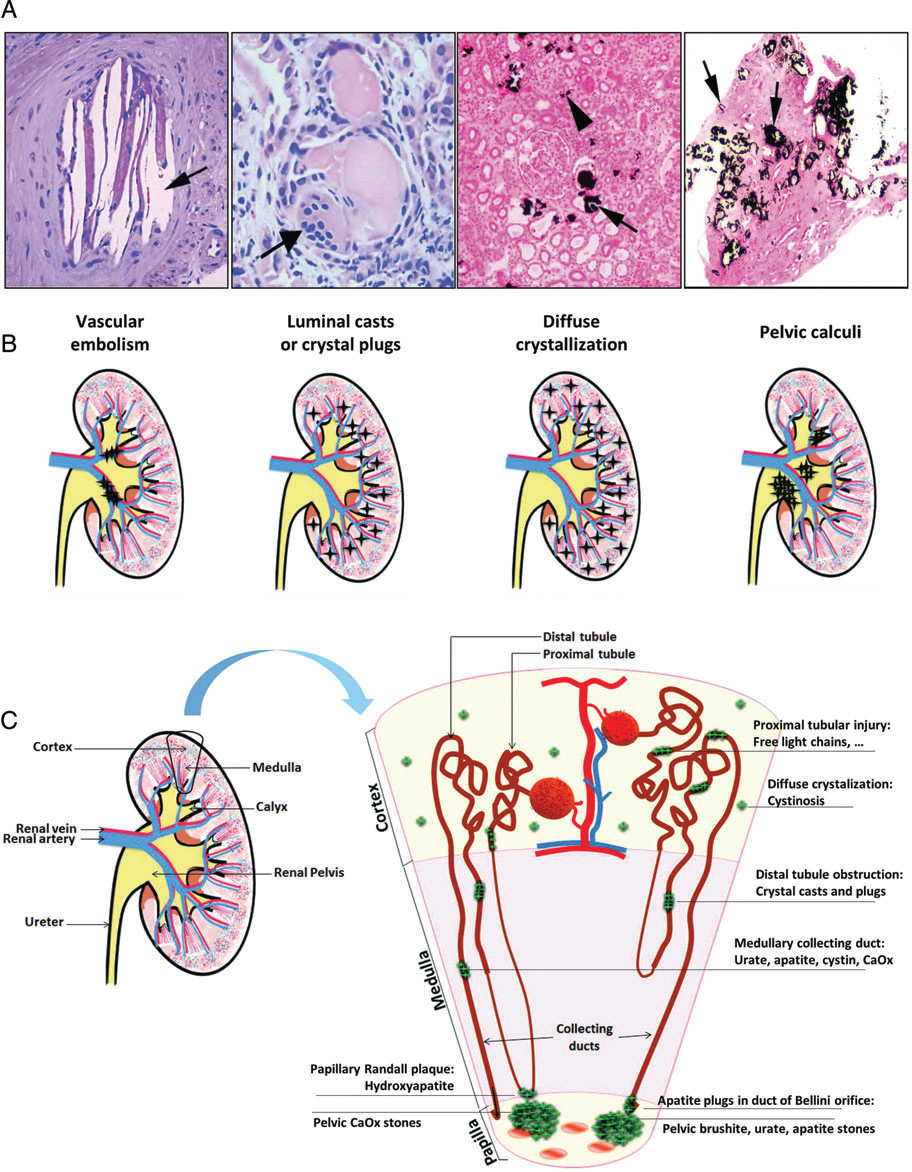 A
Vascular
embolism
Luminal casts
or crystal plugs
Diffuse
crystallization
Pelvic calculi
B
C
Cortex
Medulla
Calyx
Renal vein
Renal artery
Renal Pelvis
Ureter
Distal tubule
Proximal tubule
Cortex
Medulla
Papilla
Proximal tubular injury:
Free light chains, ...
Diffuse crystalization:
Cystinosis
Distal tubule obstruction:
Crystal casts and plugs
Medullary collecting duct:
Urate, apatite, cystin, CaOx
Collecting
ducts
Papillary Randall plaque:
Hydroxyapatite
Pelvic CaOx stones
Apatite plugs in duct of Bellini orifice:
Pelvic brushite, urate, apatite stones